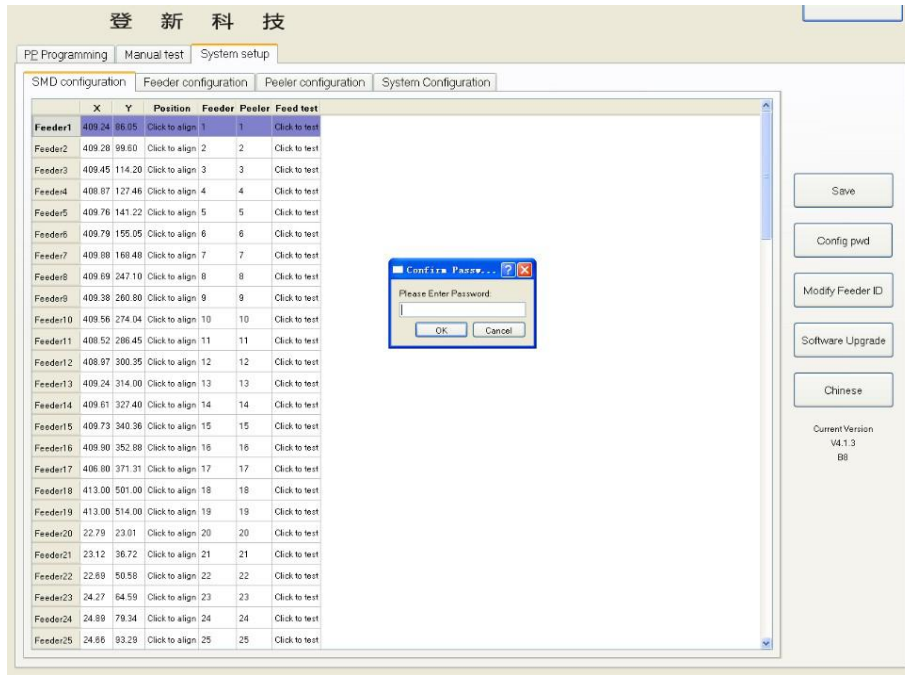 登 新 科 技
PP Programming Manual test System setup
SMD configuration Feeder configuration Peeler configuration System Configuration
X Y Position Feeder Peeler Feed test
Feeder1 409.24 86.05 Click to align 1 1 Click to test
Feeder2 409.28 99.60 Click to align 2 2 Click to test
Feeder3 409.45 114.20 Click to align 3 3 Click to test
Feeder4 408.87 127.46 Click to align 4 4 Click to test
Feeder5 409.76 141.22 Click to align 5 5 Click to test
Feeder6 409.79 155.05 Click to align 6 6 Click to test
Feeder7 409.88 168.48 Click to align 7 7 Click to test
Feeder8 409.69 247.10 Click to align 8 8 Click to test
Feeder9 409.38 260.80 Click to align 9 9 Click to test
Feeder10 409.56 274.04 Click to align 10 10 Click to test
Feeder11 408.52 286.45 Click to align 11 11 Click to test
Feeder12 408.97 300.35 Click to align 12 12 Click to test
Feeder13 409.24 314.00 Click to align 13 13 Click to test
Feeder14 409.61 327.40 Click to align 14 14 Click to test
Feeder15 409.73 340.36 Click to align 15 15 Click to test
Feeder16 409.90 352.88 Click to align 16 16 Click to test
Feeder17 406.80 371.31 Click to align 17 17 Click to test
Feeder18 413.00 501.00 Click to align 18 18 Click to test
Feeder19 413.00 514.00 Click to align 19 19 Click to test
Feeder20 22.79 23.01 Click to align 20 20 Click to test
Feeder21 23.12 36.72 Click to align 21 21 Click to test
Feeder22 22.69 50.58 Click to align 22 22 Click to test
Feeder23 24.27 64.59 Click to align 23 23 Click to test
Feeder24 24.89 79.34 Click to align 24 24 Click to test
Feeder25 24.66 93.29 Click to align 25 25 Click to test
Confirm Passw...
Please Enter Password:
OK Cancel
Save
Config pwd
Modify Feeder ID
Software Upgrade
Chinese
Current Version
V4.1.3
B8